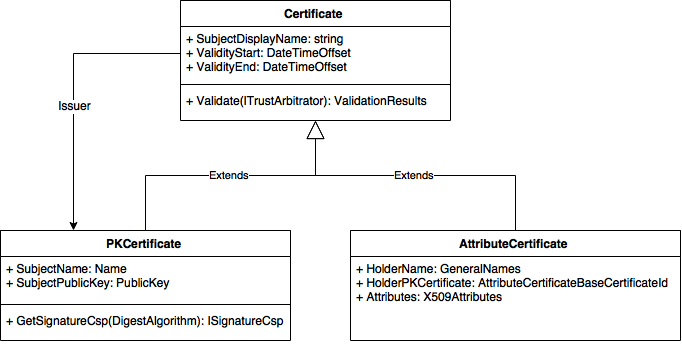 Certificate
+ SubjectDisplayName: string
+ ValidityStart: DateTimeOffset
+ ValidityEnd: DateTimeOffset
+ Validate(ITrustArbitrator): ValidationResults
Issuer
Extends
Extends
PKCertificate
+ SubjectName: Name
+ SubjectPublicKey: PublicKey
+ GetSignatureCsp(DigestAlgorithm): ISignatureCsp
AttributeCertificate
+ HolderName: GeneralNames
+ HolderPKCertificate: AttributeCertificateBaseCertificateId
+ Attributes: X509Attributes